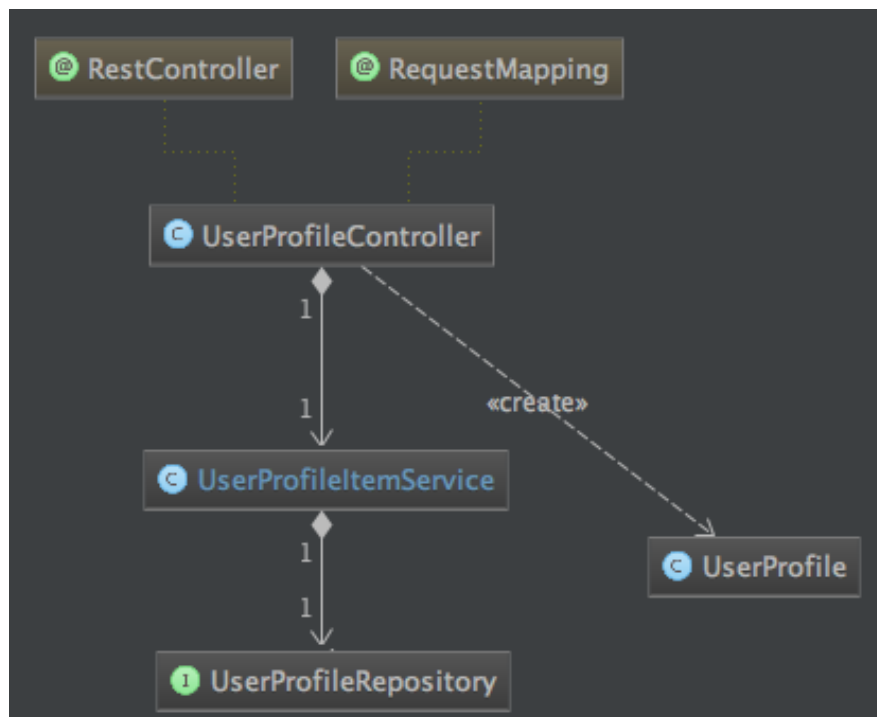 @ RestController
@ RequestMapping
C UserProfileController
1
1
«create»
C UserProfileItemService
1
C UserProfile
1
I UserProfileRepository